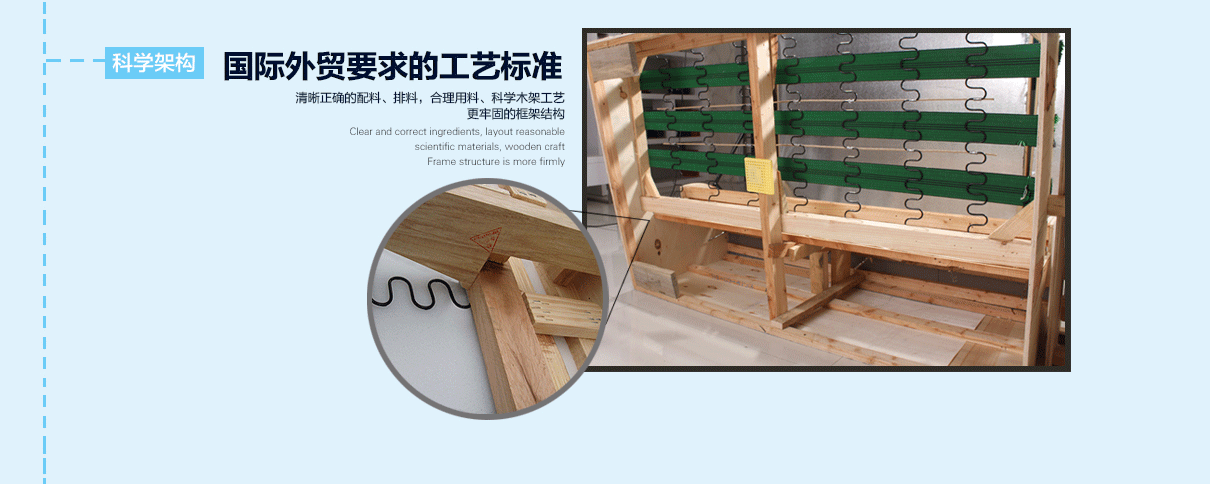 科学架构
国际外贸要求的工艺标准
清晰正确的配料、排料，合理用料、科学木架工艺
更牢固的框架结构
Clear and correct ingredients, layout reasonable
scientific materials, wooden craft
Frame structure is more firmly